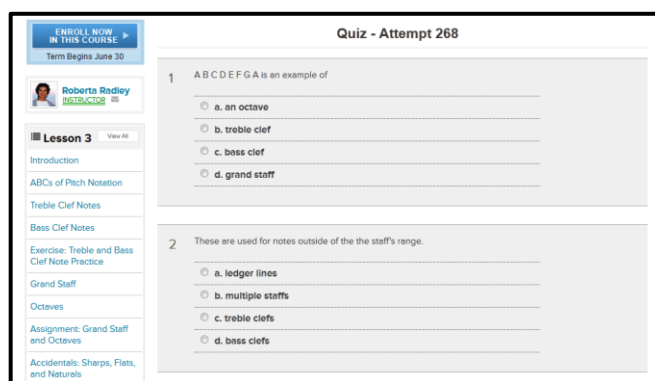 ENROLL NOW
IN THIS COURSE
Term Begins June 30
Roberta Radley
INSTRUCTOR
Lesson 3
View All
Introduction
ABCs of Pitch Notation
Treble Clef Notes
Bass Clef Notes
Exercise: Treble and Bass
Clef Note Practice
Grand Staff
Octaves
Assignment: Grand Staff
and Octaves
Accidentals: Sharps, Flats,
and Naturals
Quiz - Attempt 268
1
A B C D E F G A is an example of
a. an octave
b. treble clef
c. bass clef
d. grand staff
2
These are used for notes outside of the the staff's range.
a. ledger lines
b. multiple staffs
c. treble clefs
d. bass clefs